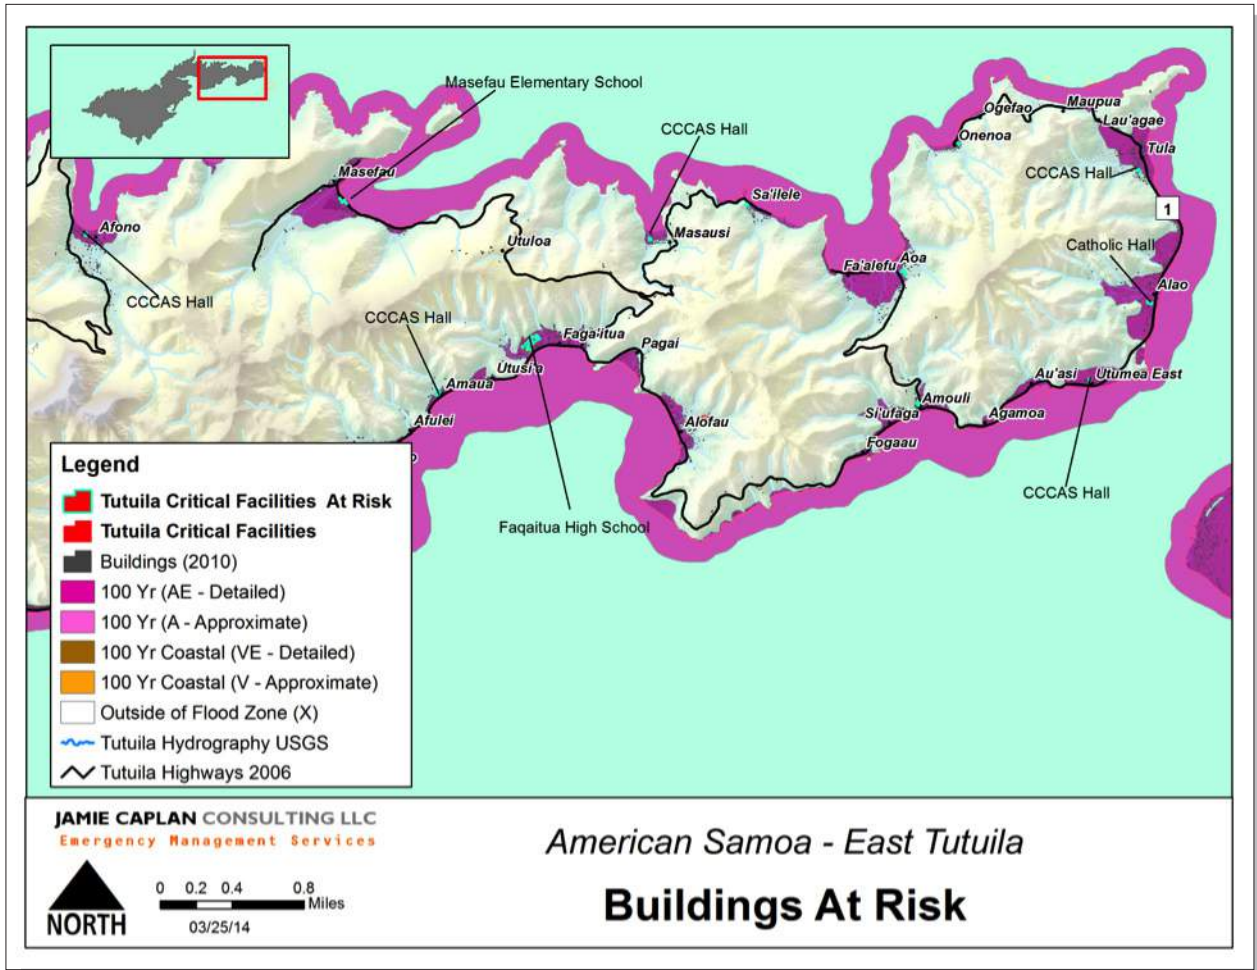 Masefau Elementary School
CCCAS Hall
Ogefao
Maupua
Lau'agae
Onenoa
Tula
CCCAS Hall
Masefau
Sa'ilele
1
Afono
Masausi
Utuloa
Catholic Hall
Fa'alefu
Aoa
Alao
CCCAS Hall
CCCAS Hall
Faga'itua
Pagai
Utusi'a
Amaua
Au'asi
Utumea East
Afulei
Alofau
Si'ufaga
Amouli
Agamoa
Fogaau
o
CCCAS Hall
Faqaitua High School
Legend
Tutuila Critical Facilities At Risk
Tutuila Critical Facilities
Buildings (2010)
100 Yr (AE - Detailed)
100 Yr (A - Approximate)
100 Yr Coastal (VE - Detailed)
100 Yr Coastal (V - Approximate)
Outside of Flood Zone (X)
Tutuila Hydrography USGS
Tutuila Highways 2006
JAMIE CAPLAN CONSULTING LLC
Emergency Management Services
NORTH
0 0.2 0.4 0.8
Miles
03/25/14
American Samoa - East Tutuila
Buildings At Risk